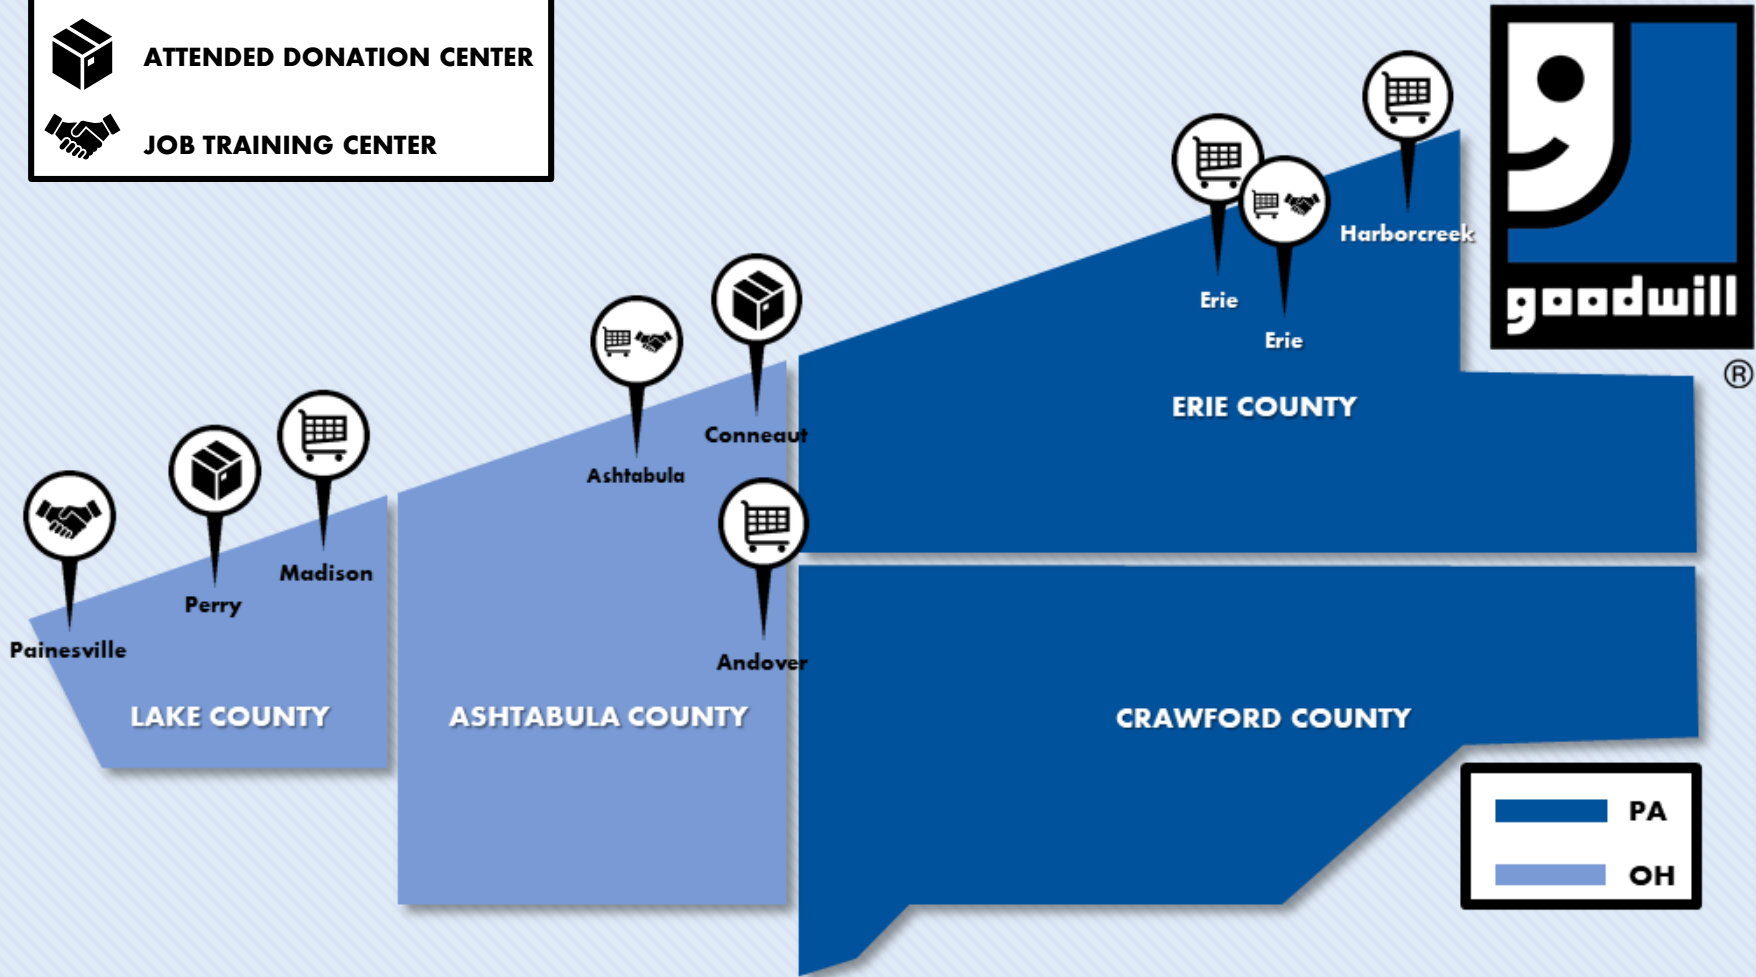 ATTENDED DONATION CENTER
JOB TRAINING CENTER
goodwill
®
Harborcreek
Erie
Erie
ERIE COUNTY
Conneaut
Ashtabula
Madison
Perry
Painesville
Andover
LAKE COUNTY
ASHTABULA COUNTY
CRAWFORD COUNTY
PA
OH